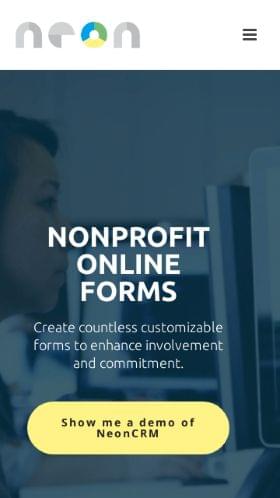 neon
NONPROFIT
ONLINE
FORMS
Create countless customizable
forms to enhance involvement
and commitment.
Show me a demo of
NeonCRM